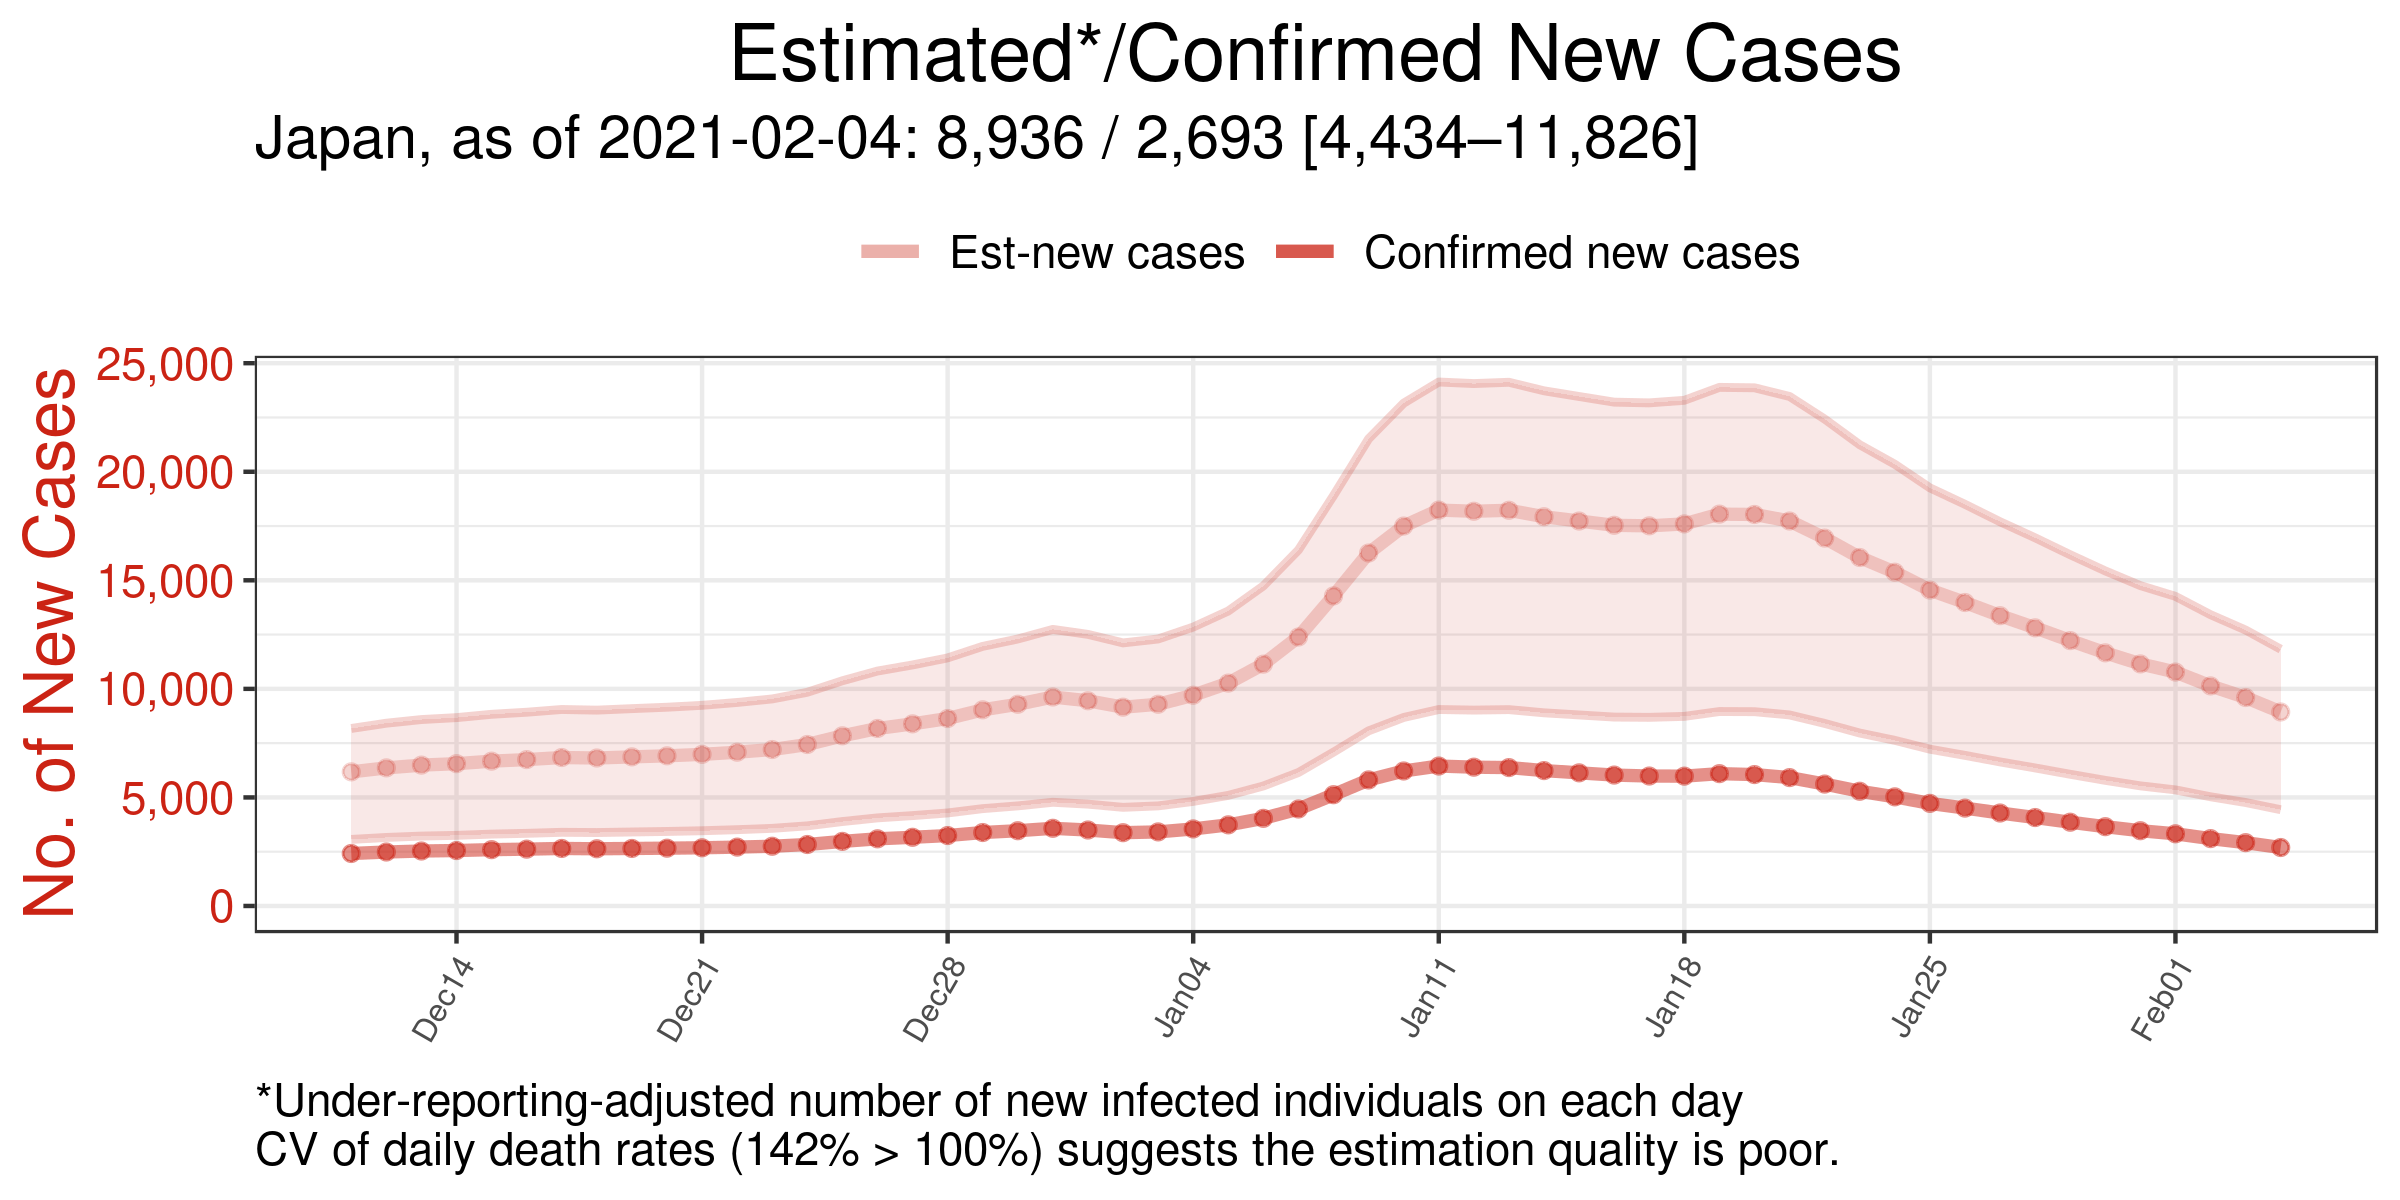 Estimated*/Confirmed New Cases
Japan, as of 2021-02-04: 8,936 / 2,693 [4,434–11,826]
Est-new cases Confirmed new cases
No. of New Cases
25,000
20,000
15,000
10,000
5,000
0
Dec14 Dec21 Dec28 Jan04 Jan11 Jan18 Jan25 Feb01
*Under-reporting-adjusted number of new infected individuals on each day
CV of daily death rates (142% > 100%) suggests the estimation quality is poor.